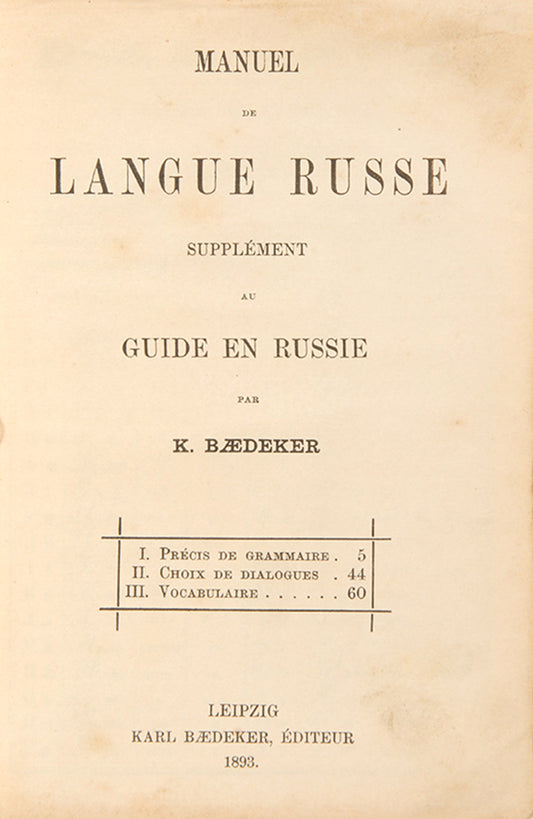 MANUEL
DE
LANGUE RUSSE
SUPPLÉMENT
AU
GUIDE EN RUSSIE
PAR
K. BÆDEKER
I. PRÉCIS DE GRAMMAIRE . 5
II. CHOIX DE DIALOGUES . 44
III. VOCABULAIRE . . . . . . 60
LEIPZIG
KARL BÆDEKER, ÉDITEUR
1893.